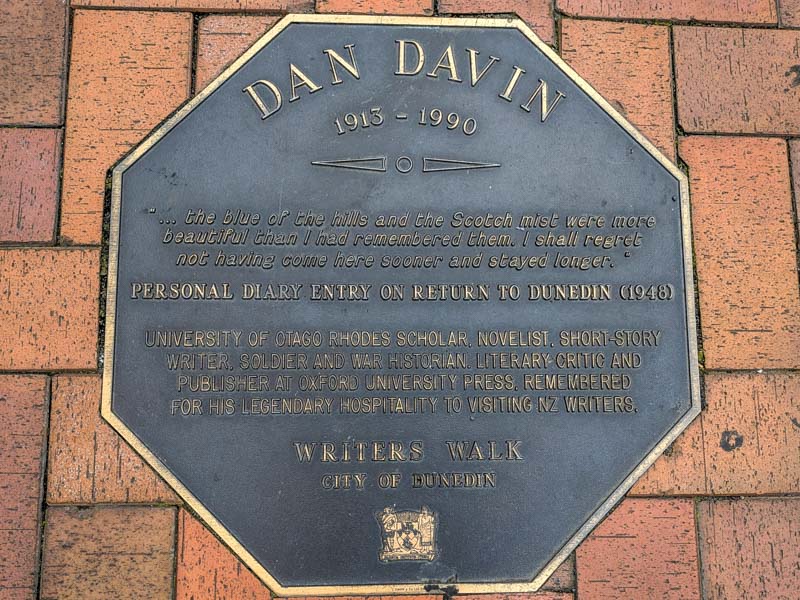 DAN DAVIN
1913 - 1990
"... the blue of the hills and the Scotch mist were more
beautiful than I had remembered them. I shall regret
not having come here sooner and stayed longer."
PERSONAL DIARY ENTRY ON RETURN TO DUNEDIN (1948)
UNIVERSITY OF OTAGO RHODES SCHOLAR, NOVELIST, SHORT-STORY
WRITER, SOLDIER AND WAR HISTORIAN. LITERARY CRITIC AND
PUBLISHER AT OXFORD UNIVERSITY PRESS. REMEMBERED
FOR HIS LEGENDARY HOSPITALITY TO VISITING NZ WRITERS.
WRITERS WALK
CITY OF DUNEDIN